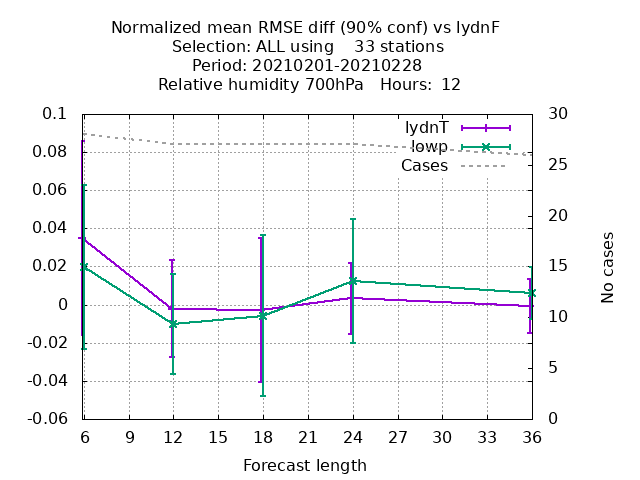 Normalized mean RMSE diff (90% conf) vs lydnF
Selection: ALL using    33 stations
Period: 20210201-20210228
Relative humidity 700hPa   Hours:  12
0.1
0.08
0.06
0.04
0.02
0
-0.02
-0.04
-0.06
30
25
20
15
10
5
0
lydnT
lowp
Cases
No cases
6 9 12 15 18 21 24 27 30 33 36
Forecast length